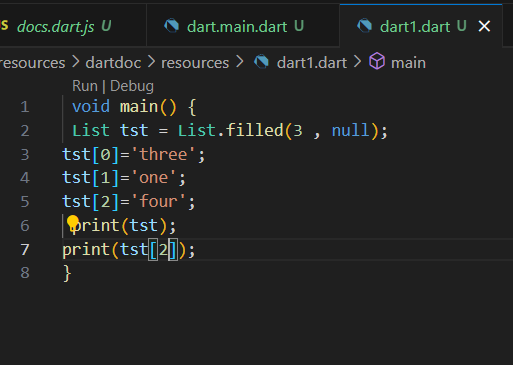 S docs.dart.js U dart.main.dart U dart1.dart U ×
resources > dartdoc > resources > dart1.dart > main
Run | Debug
1 void main() {
2 List tst = List.filled(3 , null);
3 tst[0]='three';
4 tst[1]='one';
5 tst[2]='four';
6 print(tst);
7 print(tst[2]);
8 }